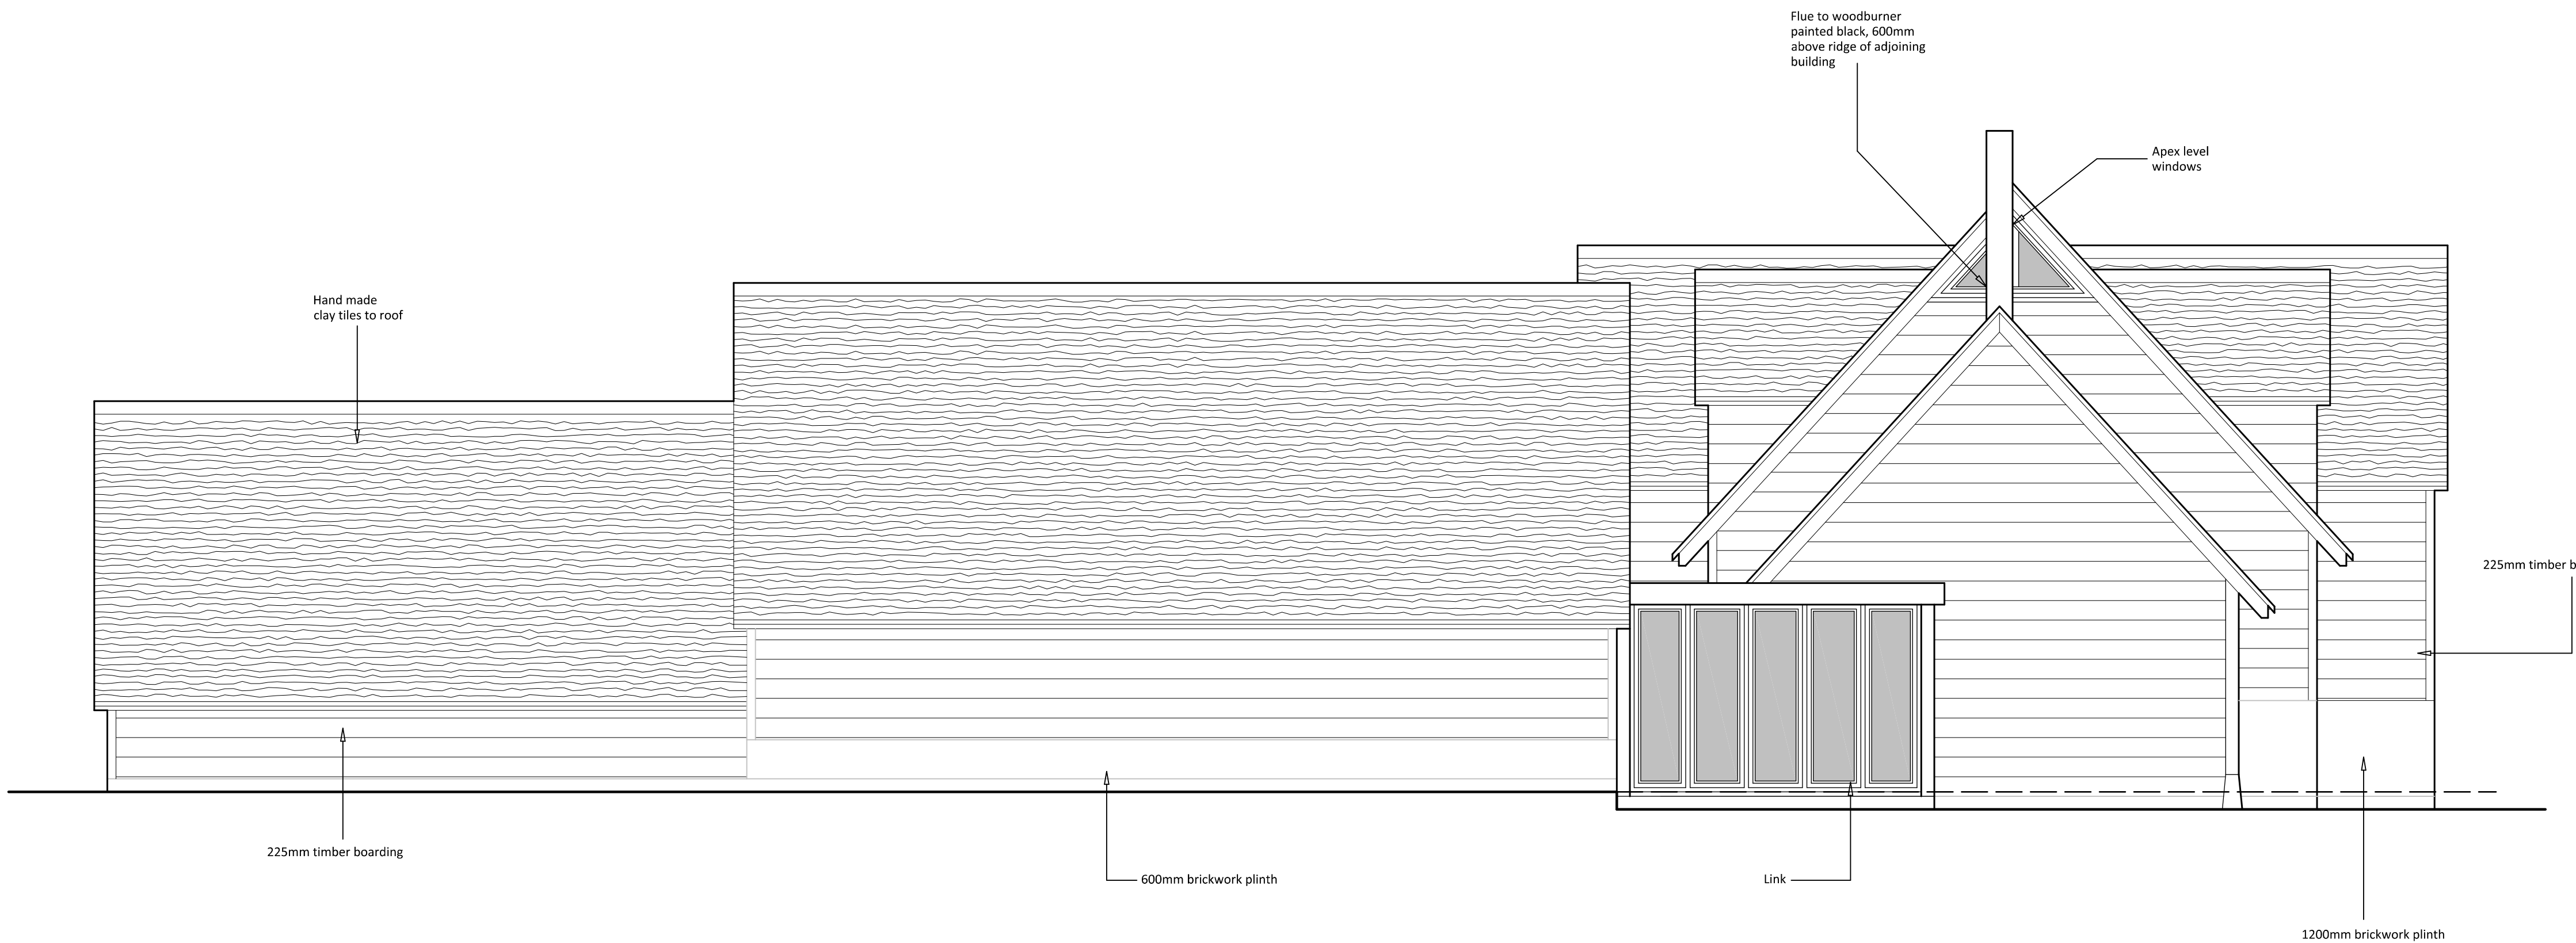 Flue to woodburner
painted black, 600mm
above ridge of adjoining
building
Apex level
windows
Hand made
clay tiles to roof
225mm timber b
225mm timber boarding
600mm brickwork plinth
Link
1200mm brickwork plinth